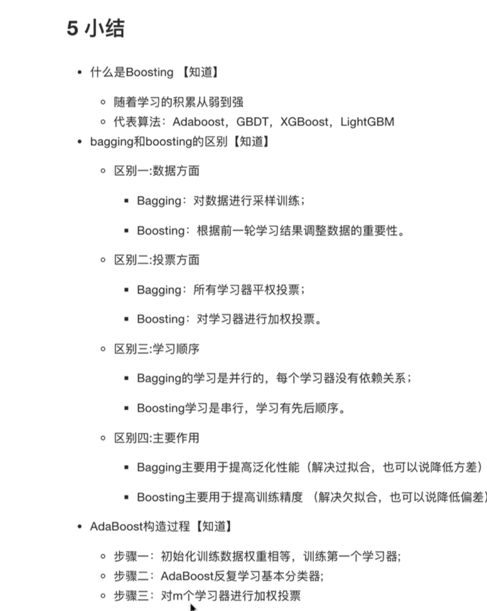 5 小结
什么是Boosting 【知道】
随着学习的积累从弱到强
代表算法：Adaboost，GBDT，XGBoost，LightGBM
bagging和boosting的区别【知道】
区别一:数据方面
Bagging：对数据进行采样训练；
Boosting：根据前一轮学习结果调整数据的重要性。
区别二:投票方面
Bagging：所有学习器平权投票；
Boosting：对学习器进行加权投票。
区别三:学习顺序
Bagging的学习是并行的，每个学习器没有依赖关系；
Boosting学习是串行，学习有先后顺序。
区别四:主要作用
Bagging主要用于提高泛化性能（解决过拟合，也可以说降低方差）
Boosting主要用于提高训练精度 （解决欠拟合，也可以说降低偏差）
AdaBoost构造过程【知道】
步骤一：初始化训练数据权重相等，训练第一个学习器;
步骤二：AdaBoost反复学习基本分类器;
步骤三：对m个学习器进行加权投票